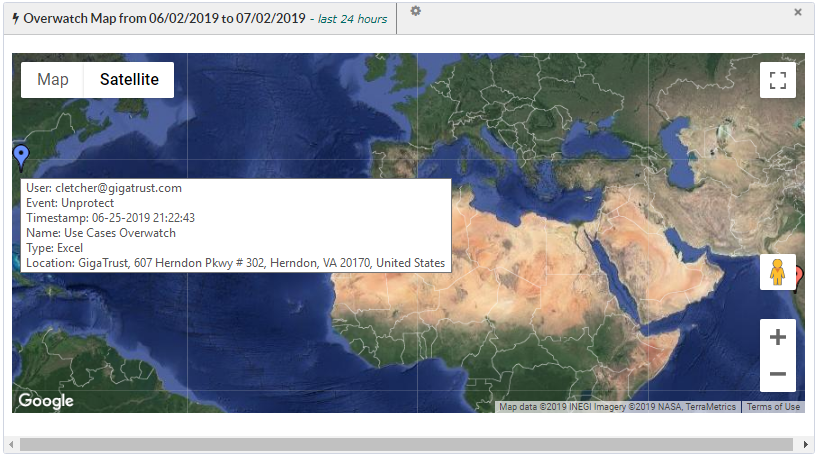 Overwatch Map from 06/02/2019 to 07/02/2019 - last 24 hours
Map Satellite
User: cletcher@gigatrust.com
Event: Unprotect
Timestamp: 06-25-2019 21:22:43
Name: Use Cases Overwatch
Type: Excel
Location: GigaTrust, 607 Herndon Pkwy # 302, Herndon, VA 20170, United States
Google
Map data ©2019 INEGI Imagery ©2019 NASA, TerraMetrics Terms of Use